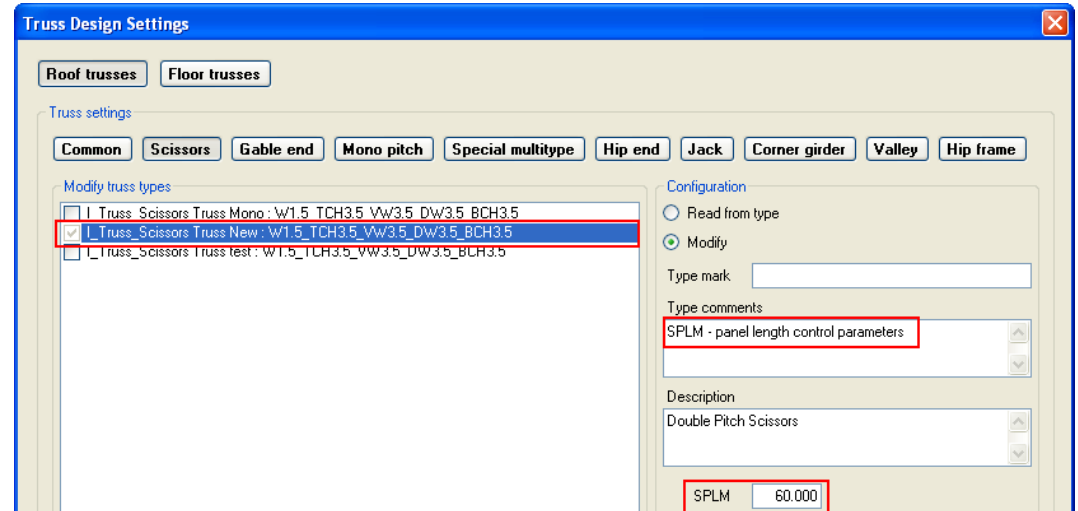 Truss Design Settings
Roof trusses Floor trusses
Truss settings
Common Scissors Gable end Mono pitch Special multitype Hip end Jack Corner girder Valley Hip frame
Modify truss types
I_Truss_Scissors Truss Mono : W1.5_TCH3.5_VW3.5_DW3.5_BCH3.5
I_Truss_Scissors Truss New : W1.5_TCH3.5_VW3.5_DW3.5_BCH3.5
I_Truss_Scissors Truss test : W1.5_TCH3.5_VW3.5_DW3.5_BCH3.5
Configuration
Read from type
Modify
Type mark
Type comments
SPLM - panel length control parameters
Description
Double Pitch Scissors
SPLM 60.000